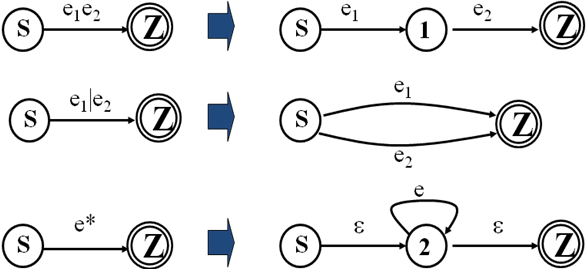 S e₁e₂ Z S e₁ 1 e₂ Z
S e₁|e₂ Z S e₁ e₂ Z
S e* Z S ε e 2 ε Z